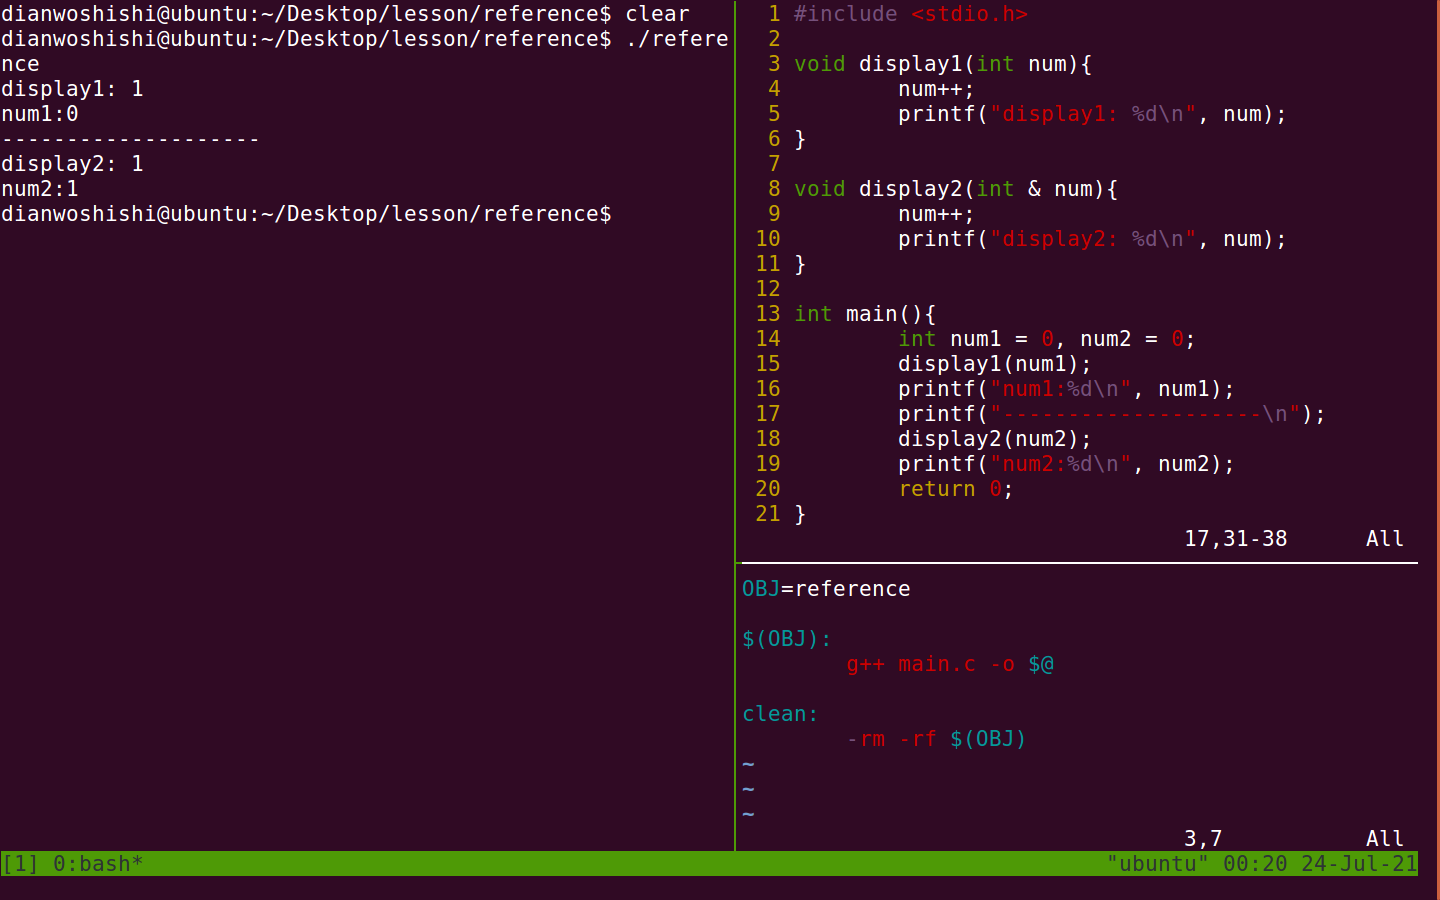 dianwoshishi@ubuntu:~/Desktop/lesson/reference$ clear
dianwoshishi@ubuntu:~/Desktop/lesson/reference$ ./refere
nce
display1: 1
num1:0
--------------------
display2: 1
num2:1
dianwoshishi@ubuntu:~/Desktop/lesson/reference$
1 #include <stdio.h>
2
3 void display1(int num){
4         num++;
5         printf("display1: %d\n", num);
6 }
7
8 void display2(int & num){
9         num++;
10         printf("display2: %d\n", num);
11 }
12
13 int main(){
14         int num1 = 0, num2 = 0;
15         display1(num1);
16         printf("num1:%d\n", num1);
17         printf("--------------------\n");
18         display2(num2);
19         printf("num2:%d\n", num2);
20         return 0;
21 }
17,31-38      All
OBJ=reference

$(OBJ):
        g++ main.c -o $@

clean:
        -rm -rf $(OBJ)
~
~
~
3,7           All
[1] 0:bash* "ubuntu" 00:20 24-Jul-21